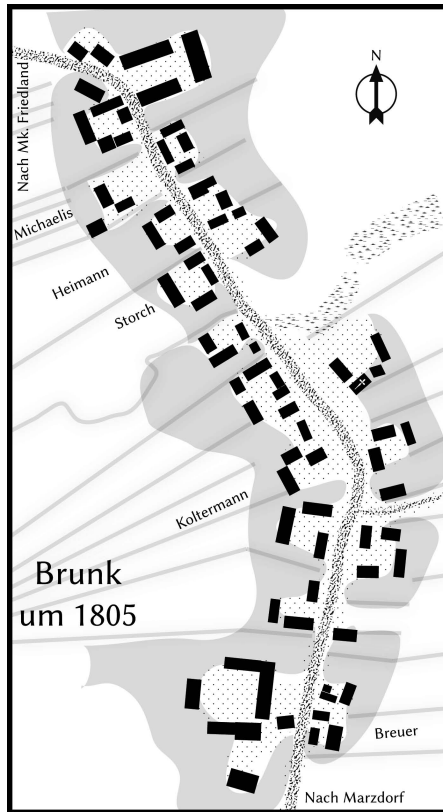 N
Nach Mk. Friedland
Michaelis
Heimann
Storch
Koltermann
Brunk
um 1805
Breuer
Nach Marzdorf